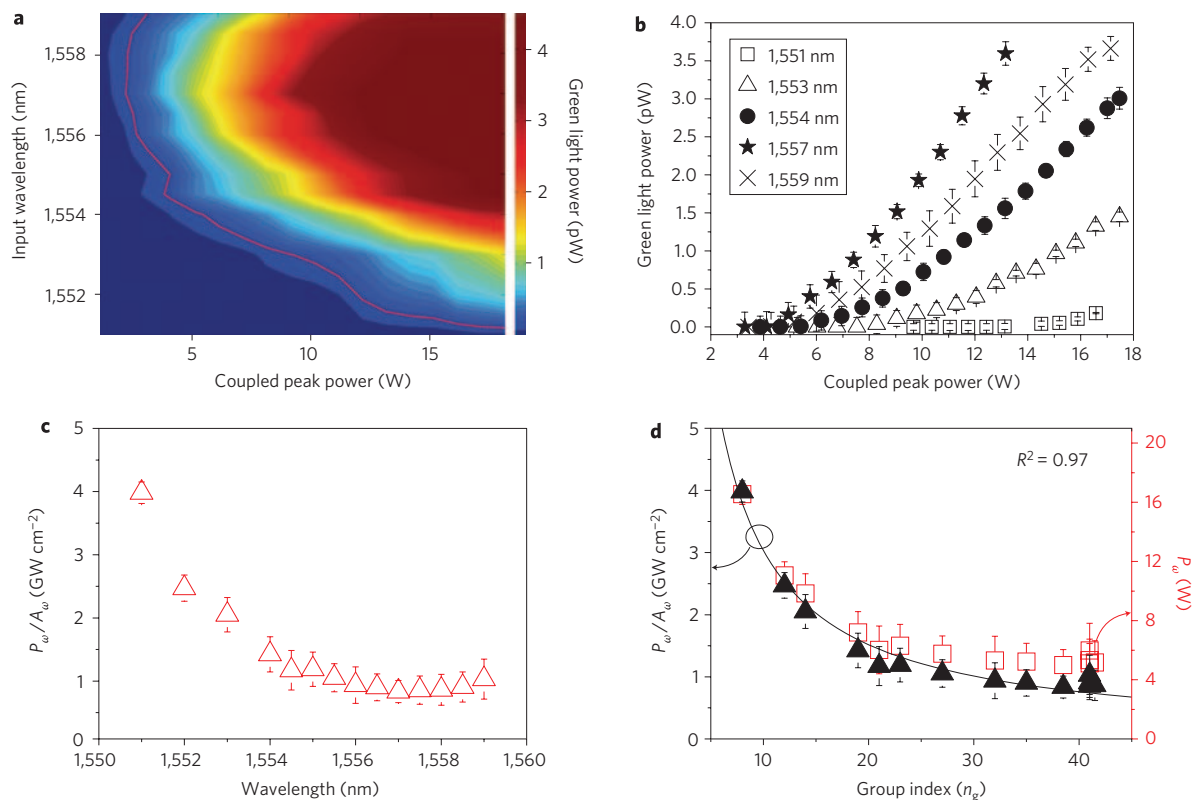 a
Input wavelength (nm)
1,558
1,556
1,554
1,552
5
10
15
Coupled peak power (W)
4
3
2
1
Green light power (pW)
b
Green light power (pW)
4.0
3.5
3.0
2.5
2.0
1.5
1.0
0.5
0.0
1,551 nm
1,553 nm
1,554 nm
1,557 nm
1,559 nm
2
4
6
8
10
12
14
16
18
Coupled peak power (W)
c
Pω/Aω (GW cm−2)
5
4
3
2
1
0
1,550
1,552
1,554
1,556
1,558
1,560
Wavelength (nm)
d
Pω/Aω (GW cm−2)
5
4
3
2
1
0
R2 = 0.97
10
20
30
40
Group index (ng)
20
16
12
8
4
0
Pω (W)